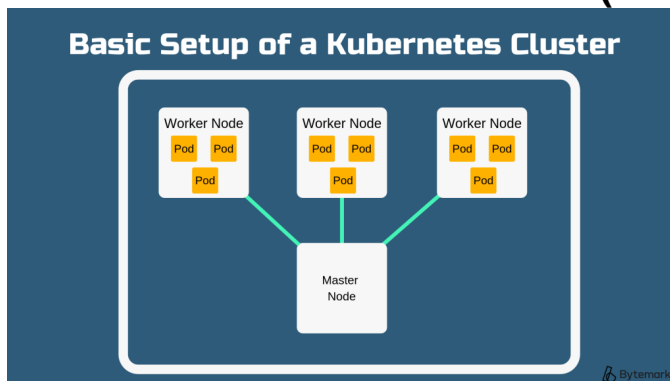 Basic Setup of a Kubernetes Cluster
Worker Node
Pod Pod
Pod
Worker Node
Pod Pod
Pod
Worker Node
Pod Pod
Pod
Master
Node
Bytemark